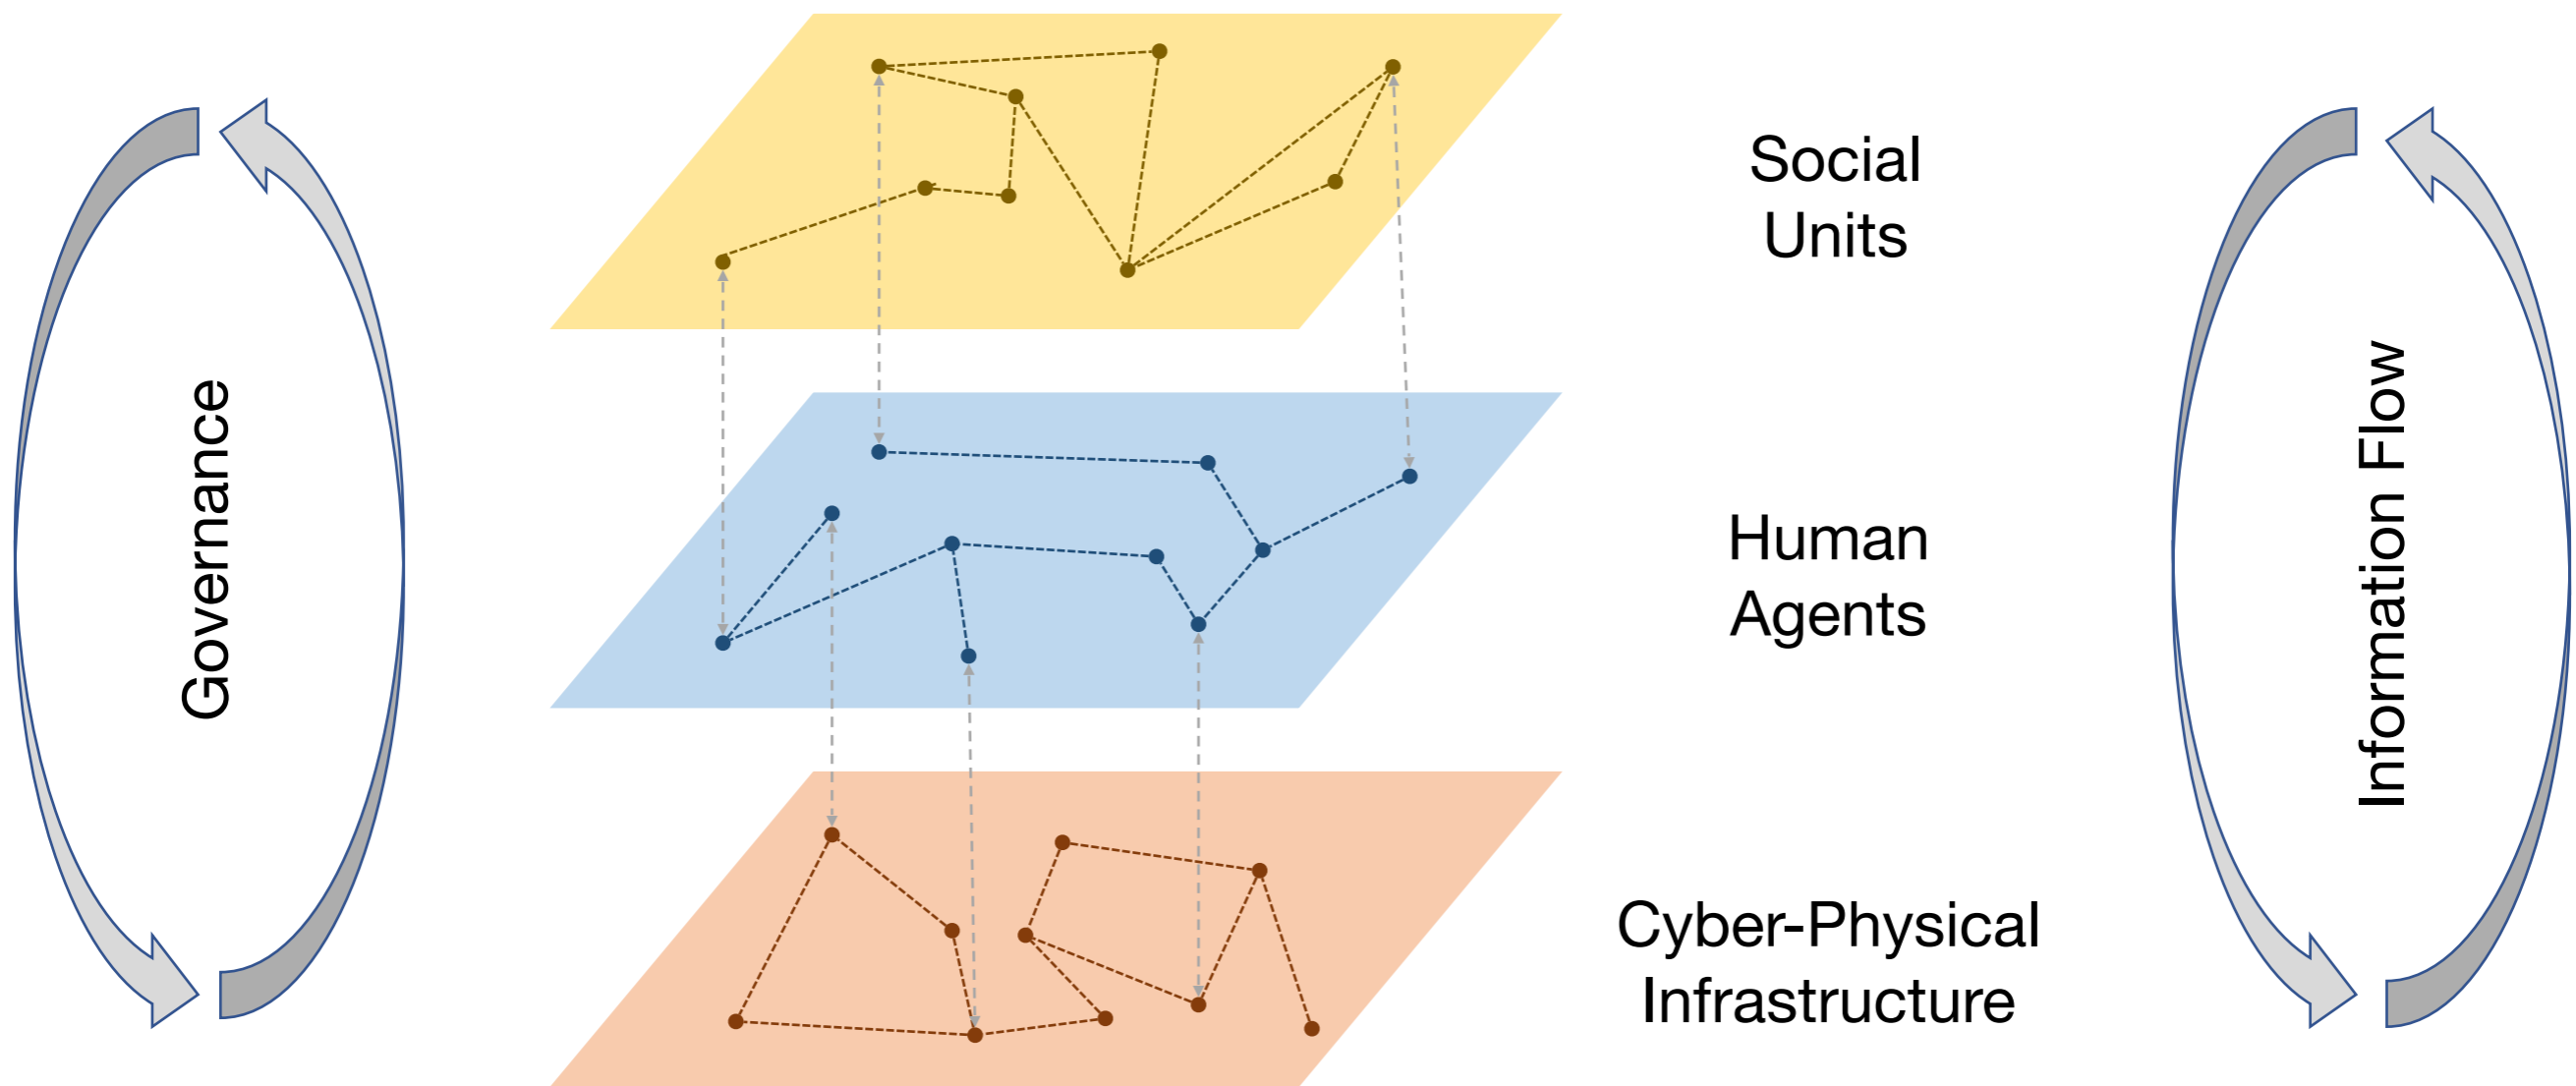 Governance
Social
Units
Human
Agents
Cyber-Physical
Infrastructure
Information Flow